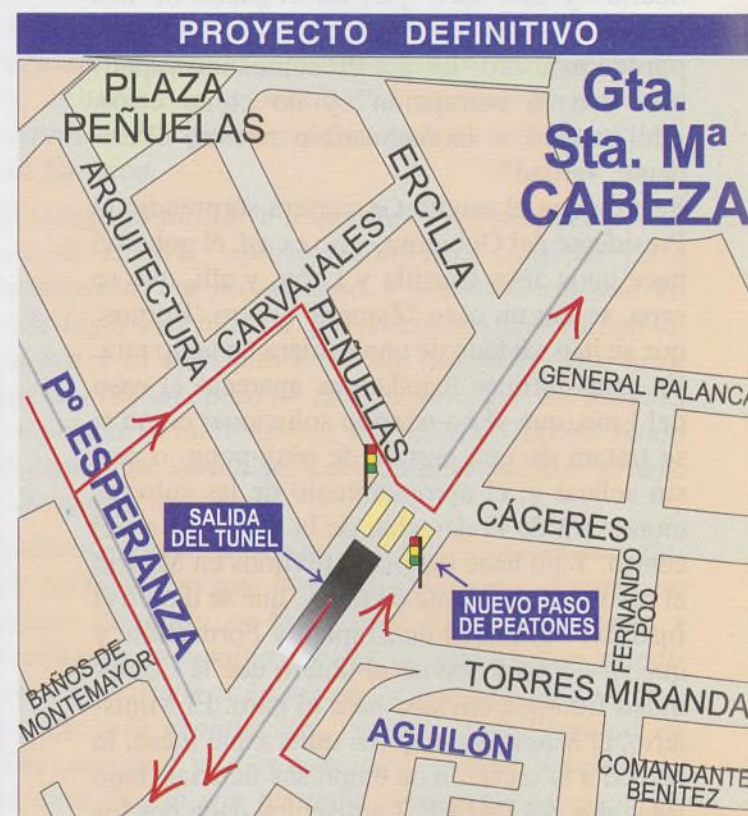 PROYECTO DEFINITIVO
PLAZA
PEÑUELAS
Gta.
Sta. Mª
CABEZA
ARQUITECTURA
CARVAJALES
ERCILLA
PEÑUELAS
GENERAL PALANCA
Pº ESPERANZA
SALIDA
DEL TUNEL
CÁCERES
NUEVO PASO
DE PEATONES
FERNANDO
POO
BAÑOS DE
MONTEMAYOR
TORRES MIRANDA
AGUILÓN
COMANDANTE
BENÍTEZ